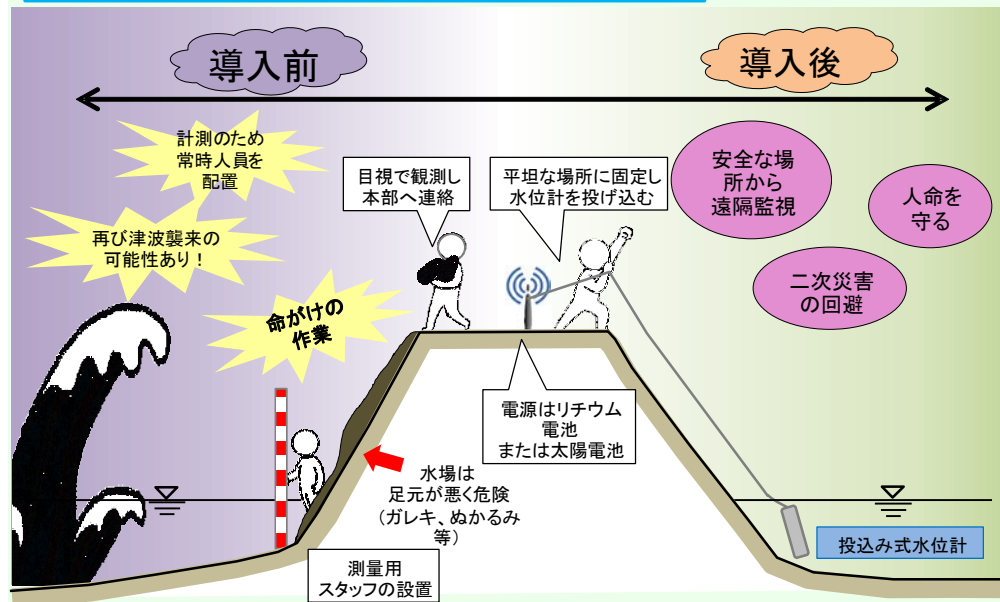 導入前
導入後
計測のため
常時人員を
配置
再び津波襲来の
可能性あり！
命がけの
作業
目視で観測し
本部へ連絡
平坦な場所に固定し
水位計を投げ込む
安全な場
所から
遠隔監視
人命を
守る
二次災害
の回避
電源はリチウム
電池
または太陽電池
水場は
足元が悪く危険
（ガレキ、ぬかるみ
等）
測量用
スタッフの設置
投込み式水位計